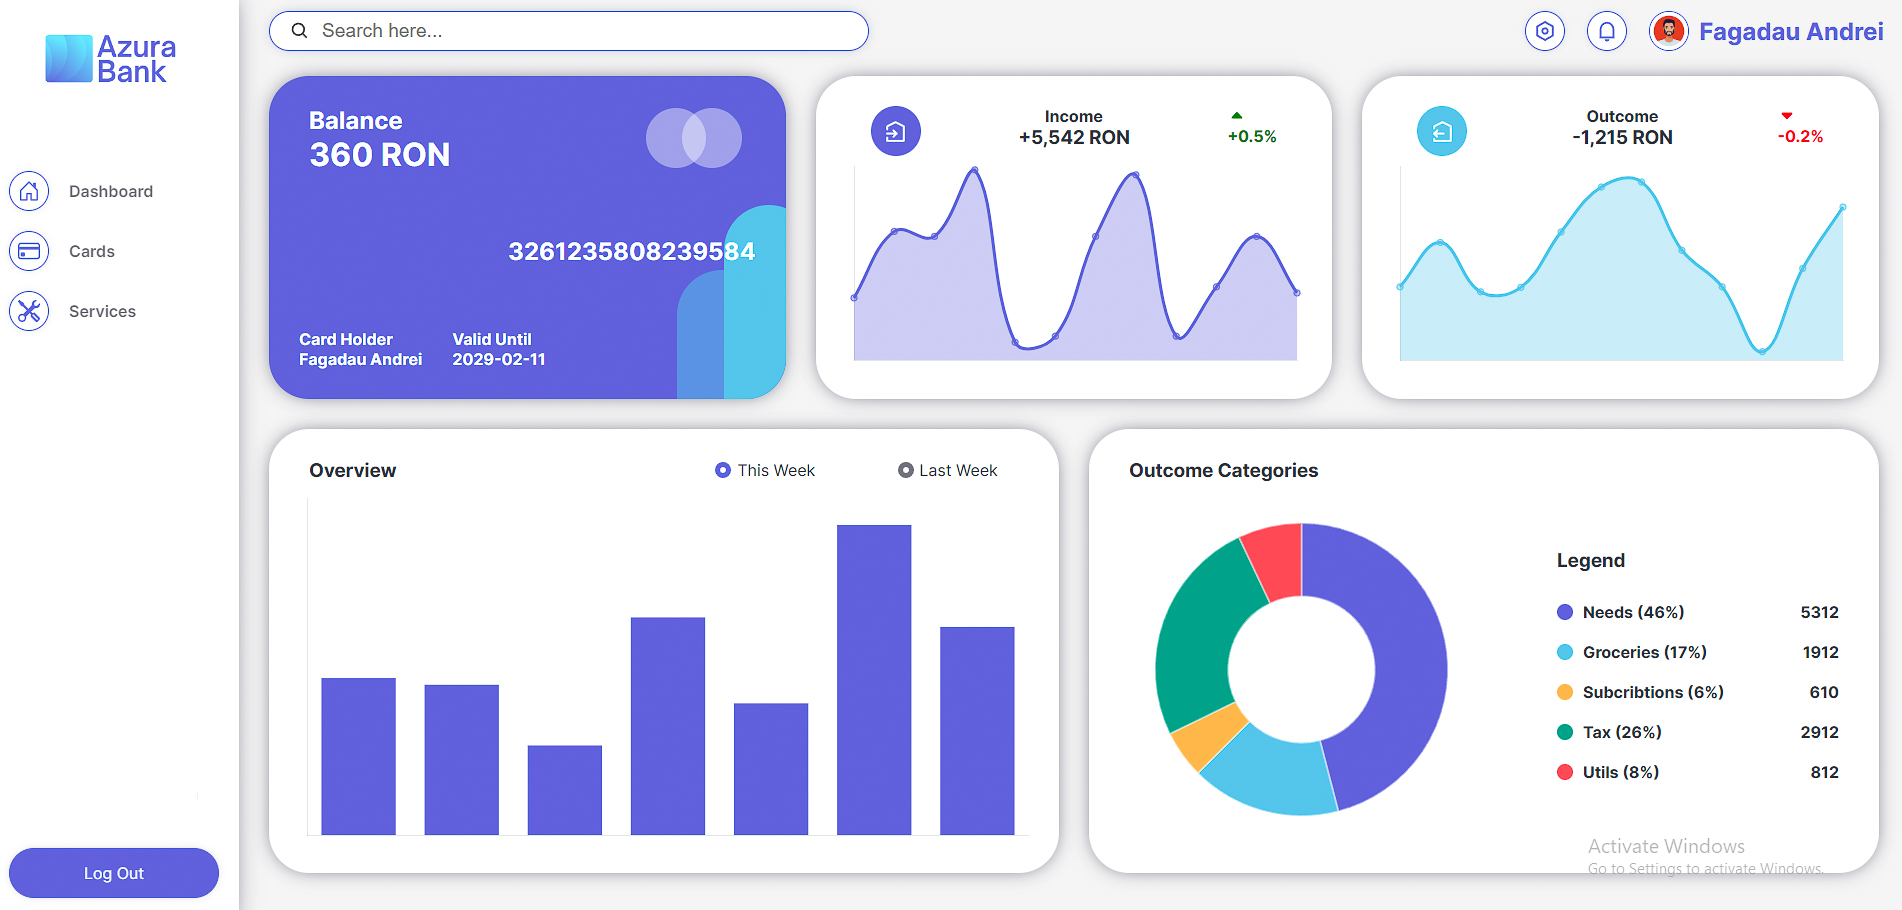 Azura
Bank
Search here...
Fagadau Andrei
Dashboard
Cards
Services
Log Out
Balance
360 RON
3261235808239584
Card Holder
Fagadau Andrei
Valid Until
2029-02-11
Income
+5,542 RON
+0.5%
Outcome
-1,215 RON
-0.2%
Overview
This Week
Last Week
Outcome Categories
Legend
Needs (46%) 5312
Groceries (17%) 1912
Subcribtions (6%) 610
Tax (26%) 2912
Utils (8%) 812
Activate Windows
Go to Settings to activate Windows.